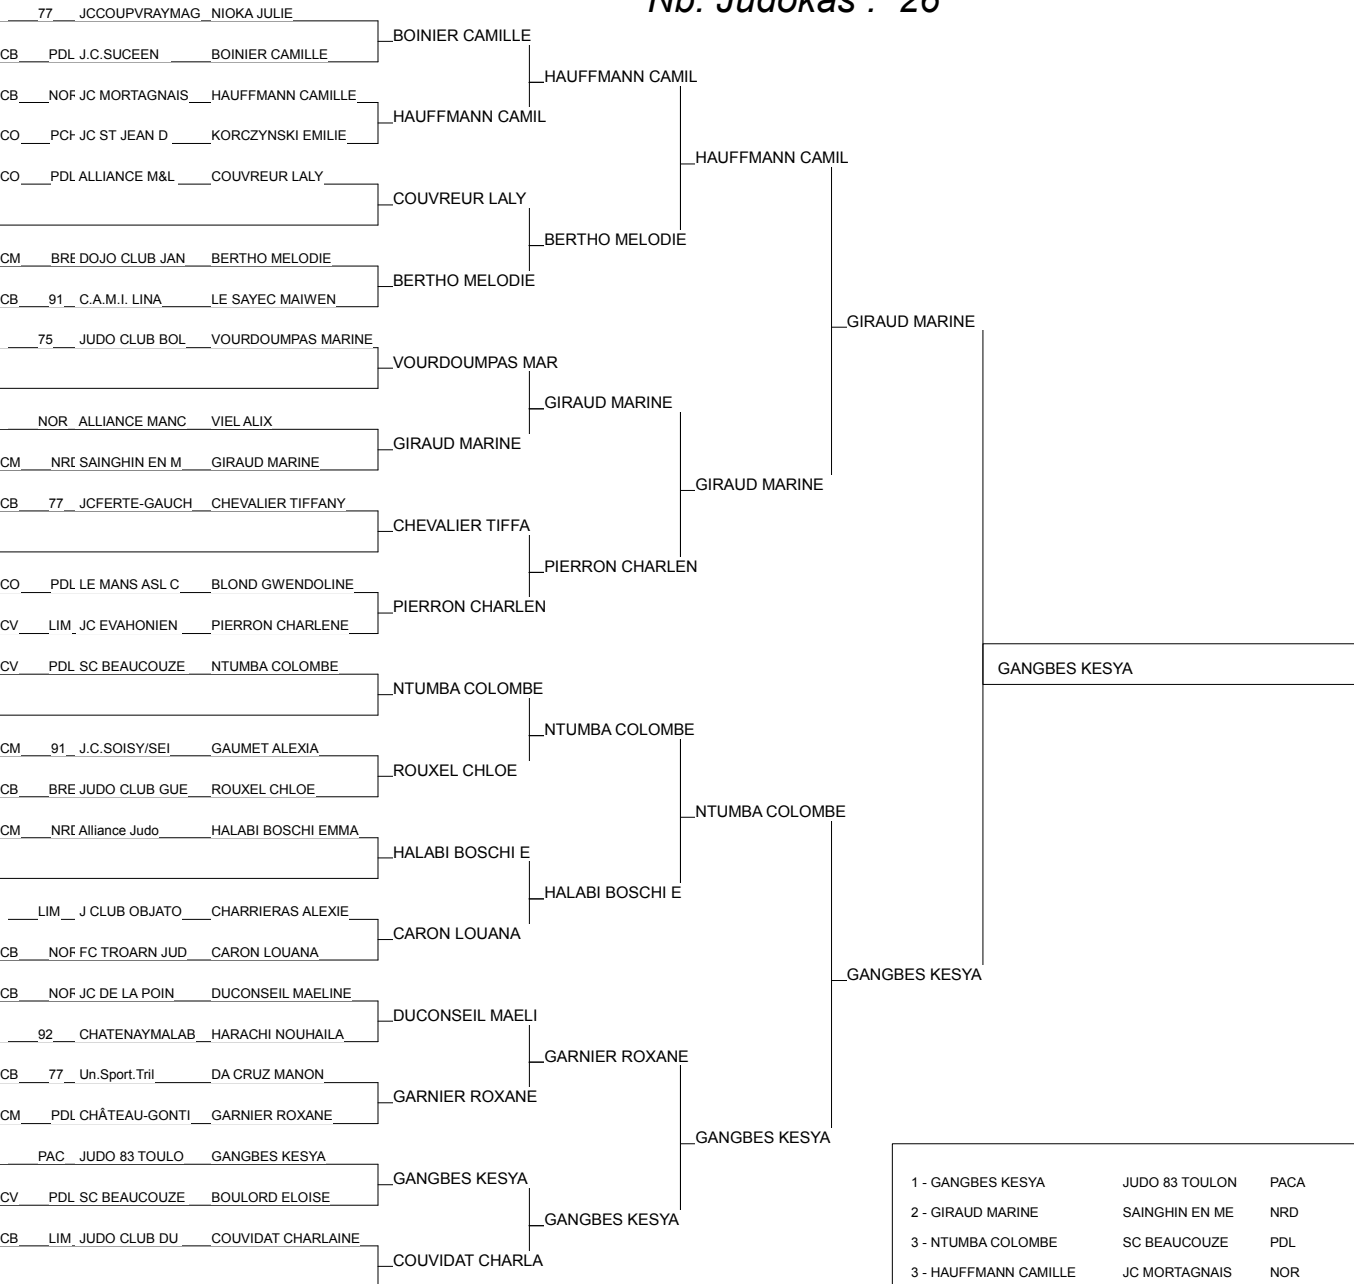 Nb. Judokas : 26
77 JCCOUPVRAYMAG NIOKA JULIE
BOINIER CAMILLE
CB PDL J.C.SUCEEN BOINIER CAMILLE
HAUFFMANN CAMIL
CB NOR JC MORTAGNAIS HAUFFMANN CAMILLE
HAUFFMANN CAMIL
CO PCH JC ST JEAN D KORCZYNSKI EMILIE
HAUFFMANN CAMIL
CO PDL ALLIANCE M&L COUVREUR LALY
COUVREUR LALY
BERTHO MELODIE
CM BRE DOJO CLUB JAN BERTHO MELODIE
BERTHO MELODIE
CB 91 C.A.M.I. LINA LE SAYEC MAIWEN
GIRAUD MARINE
75 JUDO CLUB BOL VOURDOUMPAS MARINE
VOURDOUMPAS MAR
GIRAUD MARINE
NOR ALLIANCE MANC VIEL ALIX
GIRAUD MARINE
CM NRD SAINGHIN EN M GIRAUD MARINE
GIRAUD MARINE
CB 77 JCFERTE-GAUCH CHEVALIER TIFFANY
CHEVALIER TIFFA
PIERRON CHARLEN
CO PDL LE MANS ASL C BLOND GWENDOLINE
PIERRON CHARLEN
CV LIM JC EVAHONIEN PIERRON CHARLENE
CV PDL SC BEAUCOUZE NTUMBA COLOMBE
GANGBES KESYA
NTUMBA COLOMBE
NTUMBA COLOMBE
CM 91 J.C.SOISY/SEI GAUMET ALEXIA
ROUXEL CHLOE
CB BRE JUDO CLUB GUE ROUXEL CHLOE
NTUMBA COLOMBE
CM NRD Alliance Judo HALABI BOSCHI EMMA
HALABI BOSCHI E
HALABI BOSCHI E
LIM J CLUB OBJATO CHARRIERAS ALEXIE
CARON LOUANA
CB NOR FC TROARN JUD CARON LOUANA
GANGBES KESYA
CB NOR JC DE LA POIN DUCONSEIL MAELINE
DUCONSEIL MAELI
92 CHATENAYMALAB HARACHI NOUHAILA
GARNIER ROXANE
CB 77 Un.Sport.Tril DA CRUZ MANON
GARNIER ROXANE
CM PDL CHÂTEAU-GONTI GARNIER ROXANE
GANGBES KESYA
PAC JUDO 83 TOULO GANGBES KESYA
GANGBES KESYA
CV PDL SC BEAUCOUZE BOULORD ELOISE
GANGBES KESYA
CB LIM JUDO CLUB DU COUVIDAT CHARLAINE
COUVIDAT CHARLA
1 - GANGBES KESYA JUDO 83 TOULON PACA
2 - GIRAUD MARINE SAINGHIN EN ME NRD
3 - NTUMBA COLOMBE SC BEAUCOUZE PDL
3 - HAUFFMANN CAMILLE JC MORTAGNAIS NOR